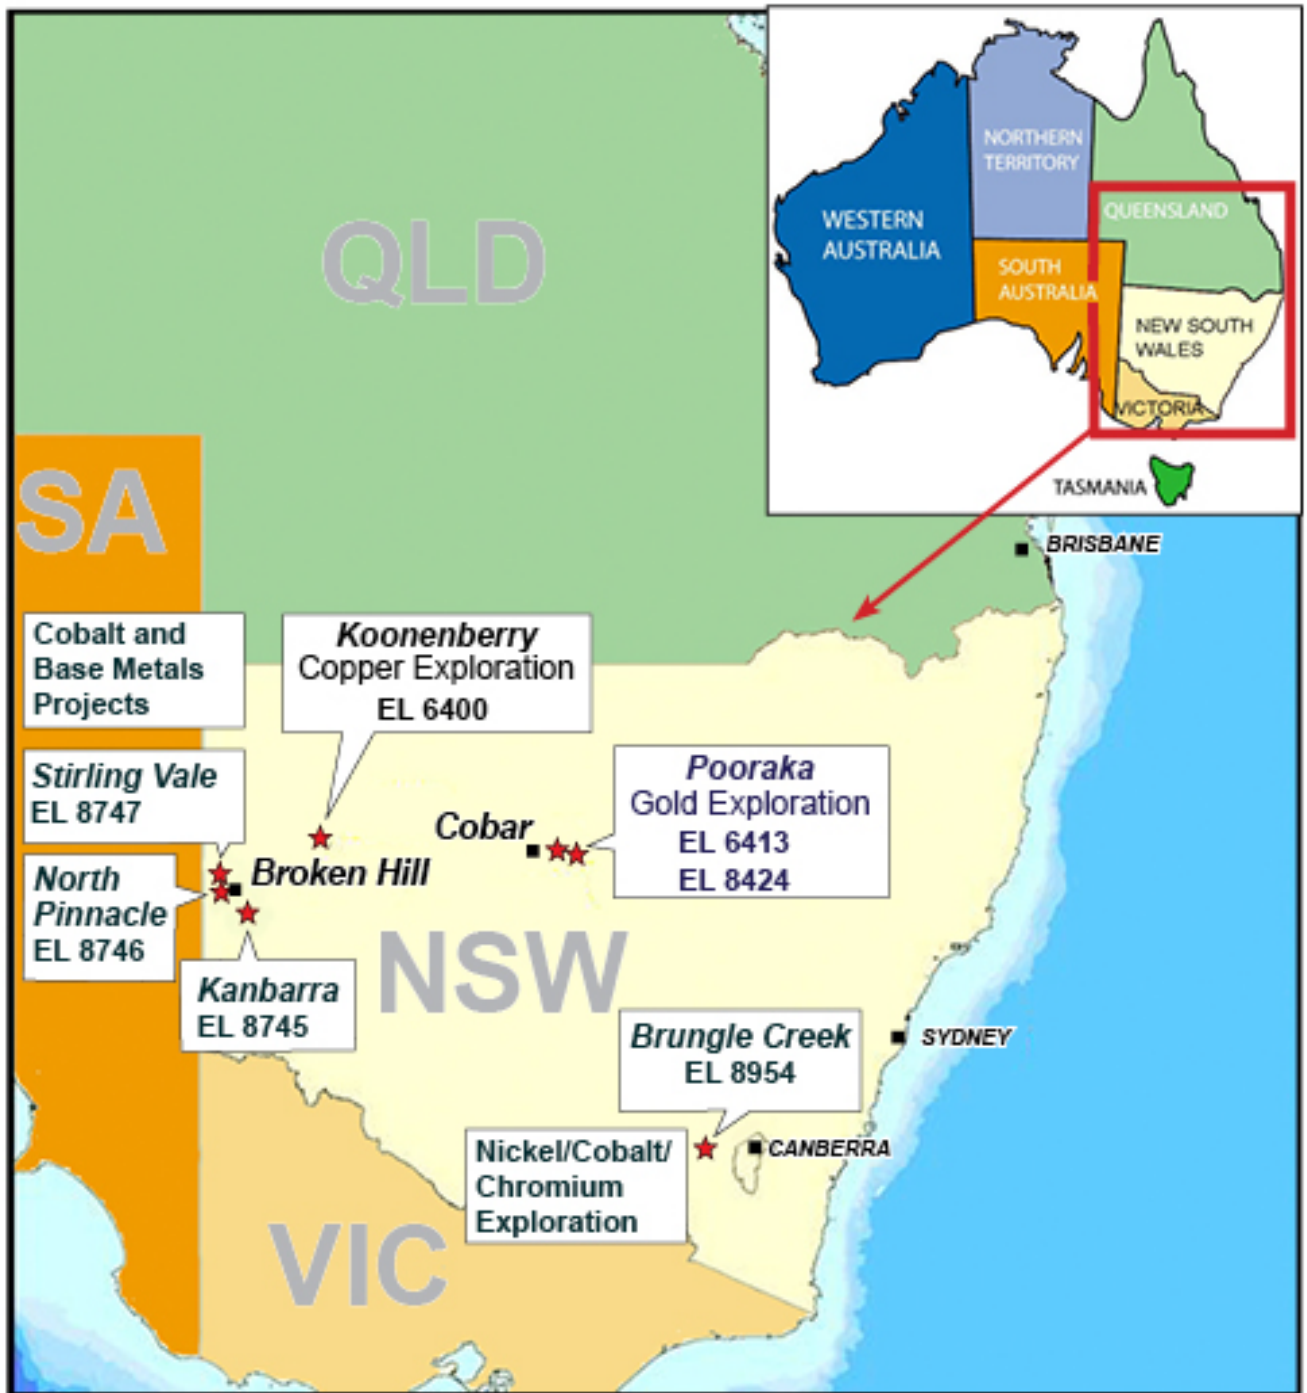 NORTHERN
TERRITORY
WESTERN
AUSTRALIA
QUEENSLAND
SOUTH
AUSTRALIA
NEW SOUTH
WALES
VICTORIA
TASMANIA
QLD
SA
BRISBANE
Cobalt and
Base Metals
Projects
Koonenberry
Copper Exploration
EL 6400
Stirling Vale
EL 8747
Pooraka
Gold Exploration
EL 6413
EL 8424
Cobar
Broken Hill
North
Pinnacle
EL 8746
NSW
Kanbarra
EL 8745
Brungle Creek
EL 8954
SYDNEY
Nickel/Cobalt/
Chromium
Exploration
CANBERRA
VIC